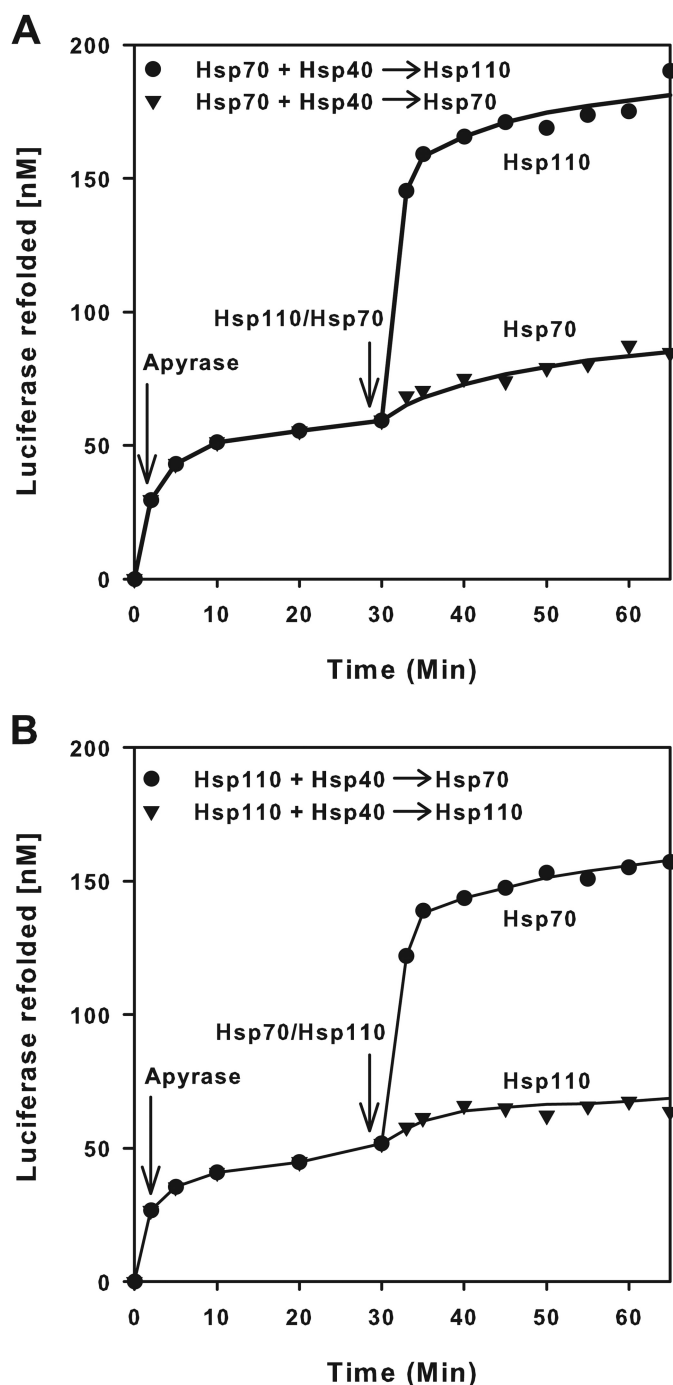 A
Luciferase refolded [nM]
200
150
100
50
0
Hsp70 + Hsp40 → Hsp110
Hsp70 + Hsp40 → Hsp70
Hsp110
Hsp110/Hsp70
Hsp70
Apyrase
0 10 20 30 40 50 60
Time (Min)
B
Luciferase refolded [nM]
200
150
100
50
0
Hsp110 + Hsp40 → Hsp70
Hsp110 + Hsp40 → Hsp110
Hsp70
Hsp70/Hsp110
Hsp110
Apyrase
0 10 20 30 40 50 60
Time (Min)